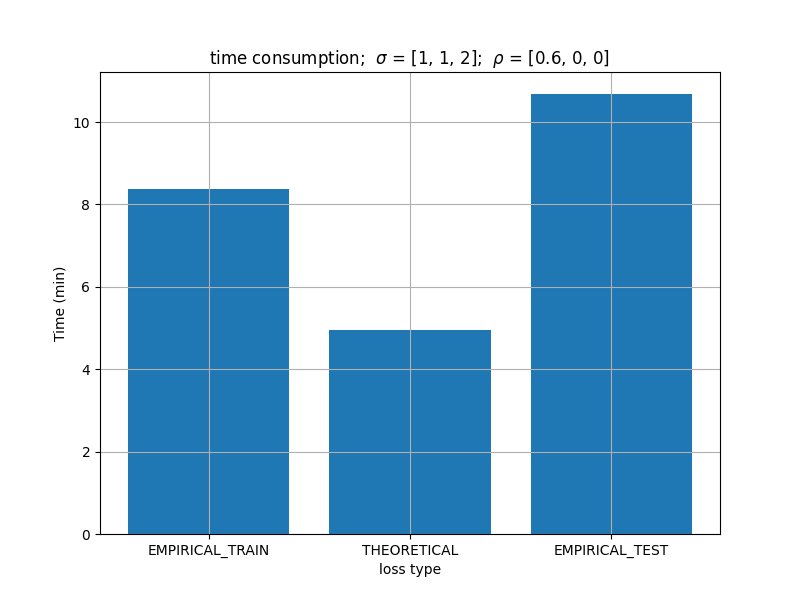 time consumption;  σ = [1, 1, 2];  ρ = [0.6, 0, 0]
Time (min)
10
8
6
4
2
0
EMPIRICAL_TRAIN THEORETICAL EMPIRICAL_TEST
loss type